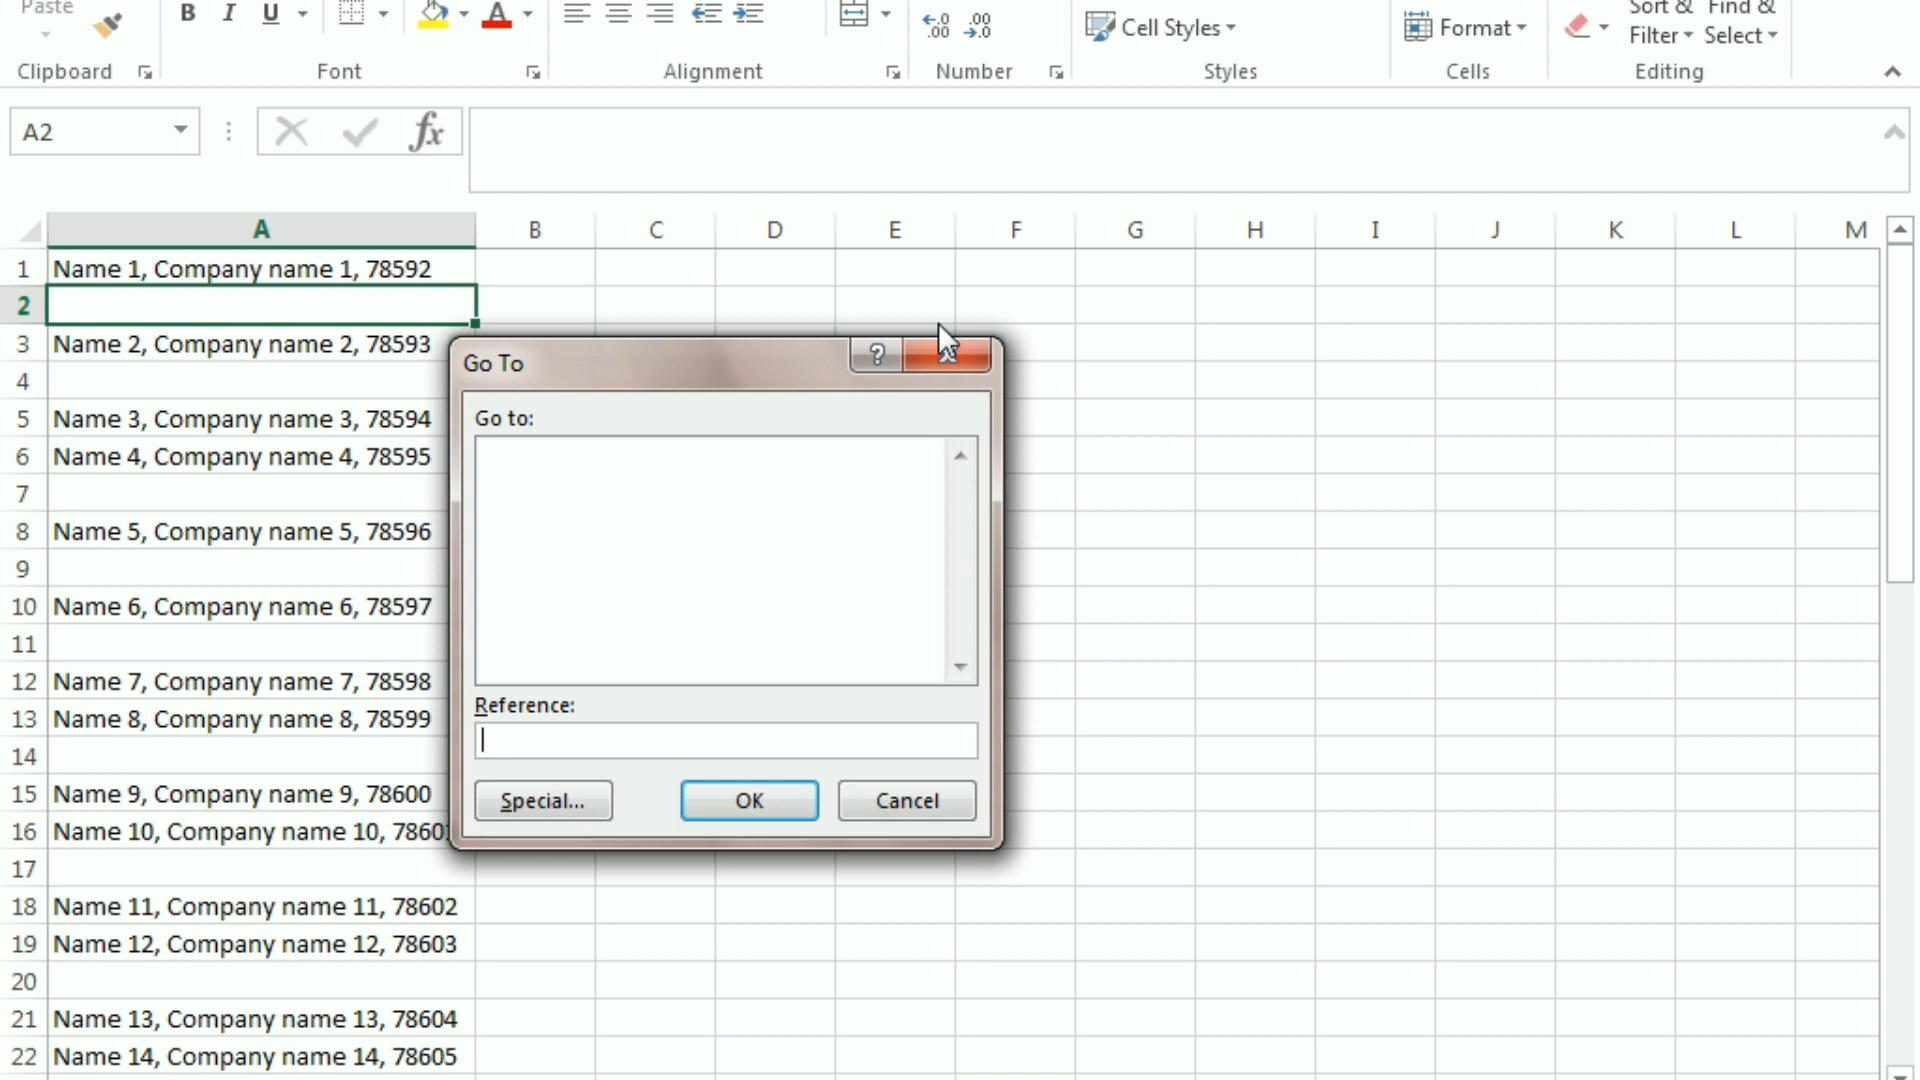 Paste
B I U A
.0 .00
.00 .0
Cell Styles
Format
Sort & Find &
Filter Select
Clipboard Font Alignment Number Styles Cells Editing
A2 fx
A B C D E F G H I J K L M
1 Name 1, Company name 1, 78592
2
3 Name 2, Company name 2, 78593
4
5 Name 3, Company name 3, 78594
6 Name 4, Company name 4, 78595
7
8 Name 5, Company name 5, 78596
9
10 Name 6, Company name 6, 78597
11
12 Name 7, Company name 7, 78598
13 Name 8, Company name 8, 78599
14
15 Name 9, Company name 9, 78600
16 Name 10, Company name 10, 7860
17
18 Name 11, Company name 11, 78602
19 Name 12, Company name 12, 78603
20
21 Name 13, Company name 13, 78604
22 Name 14, Company name 14, 78605
Go To
?
Go to:
Reference:
Special... OK Cancel